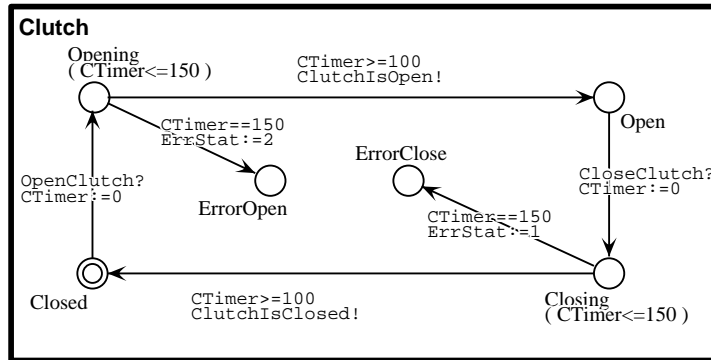 Clutch
Opening
( CTimer<=150 )
CTimer>=100
ClutchIsOpen!
Open
CTimer==150
ErrStat:=2
ErrorOpen
ErrorClose
OpenClutch?
CTimer:=0
CloseClutch?
CTimer:=0
CTimer==150
ErrStat:=1
Closed
CTimer>=100
ClutchIsClosed!
Closing
( CTimer<=150 )